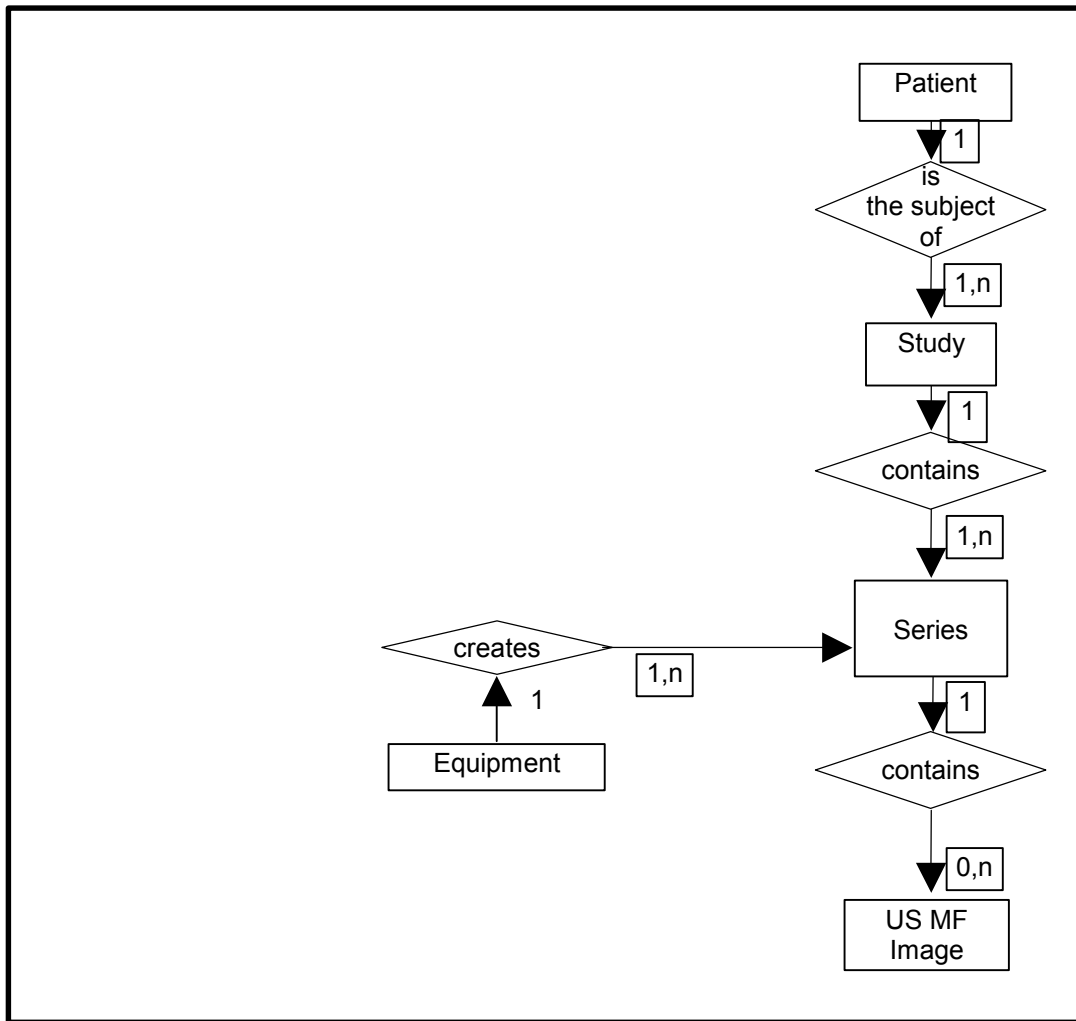 Patient
1
is
the subject
of
1,n
Study
1
contains
1,n
Series
creates
1,n
1
1
Equipment
contains
0,n
US MF
Image